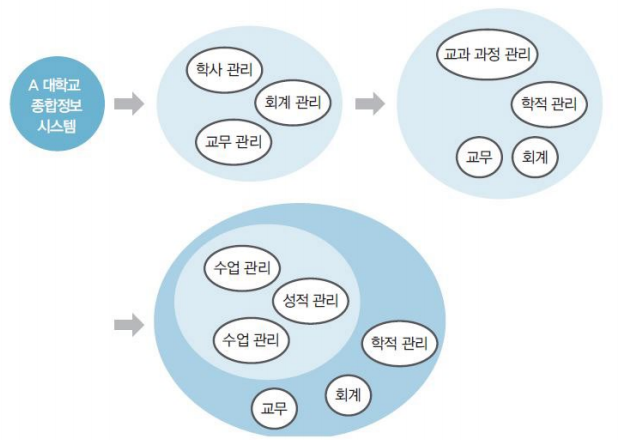 A 대학교
종합정보
시스템
학사 관리
회계 관리
교무 관리
교과 과정 관리
학적 관리
교무
회계
수업 관리
성적 관리
수업 관리
학적 관리
회계
교무